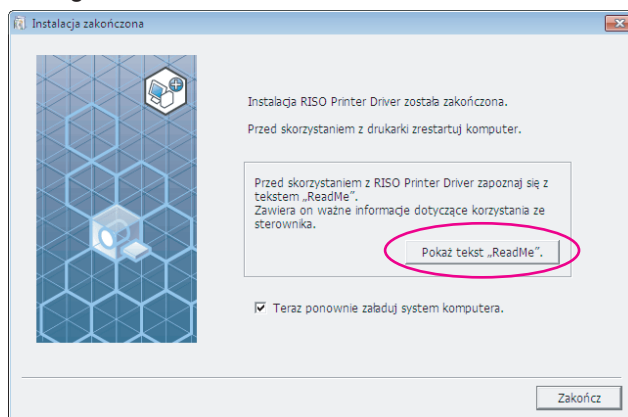 Instalacja zakończona
Instalacja RISO Printer Driver została zakończona.
Przed skorzystaniem z drukarki zrestartuj komputer.
Przed skorzystaniem z RISO Printer Driver zapoznaj się z
tekstem „ReadMe”.
Zawiera on ważne informacje dotyczące korzystania ze
sterownika.
Pokaż tekst „ReadMe”.
Teraz ponownie załaduj system komputera.
Zakończ